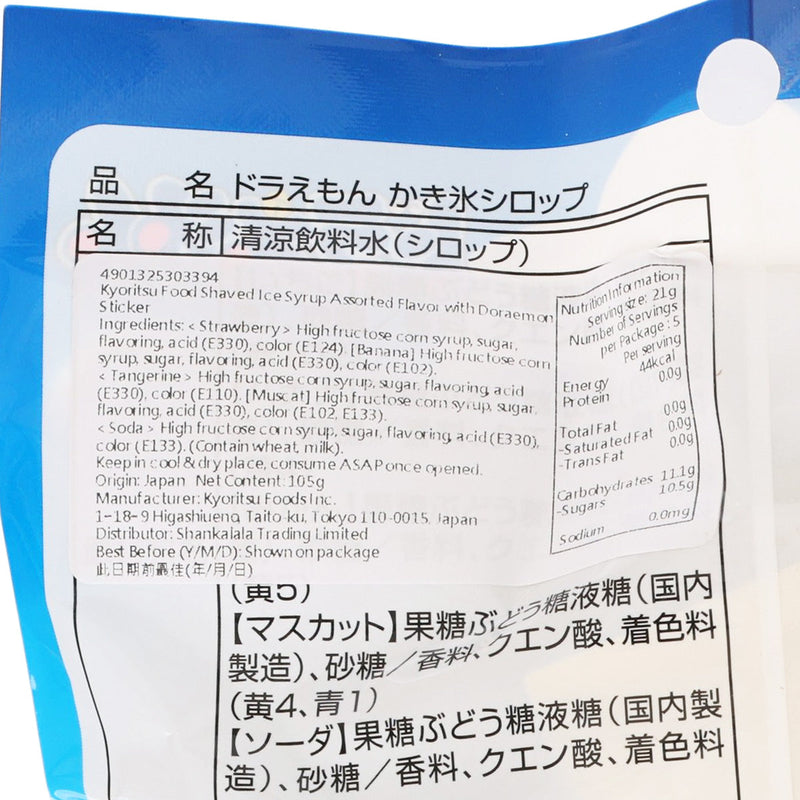 品 名 ドラえもん かき氷シロップ
名 称 清涼飲料水(シロップ)
4901325303394
Kyoritsu Food Shaved Ice Syrup Assorted Flavor with Doraemon
Sticker
Ingredients: < Strawberry > High fructose corn syrup, sugar,
flavoring, acid (E330), color (E124). [Banana] High fructose corn
syrup, sugar, flavoring, acid (E330), color (E102).
< Tangerine > High fructose corn syrup, sugar, flavoring, acid
(E330), color (E110). [Muscat] High fructose corn syrup, sugar,
flavoring, acid (E330), color (E102, E133).
< Soda > High fructose corn syrup, sugar, flavoring, acid (E330),
color (E133). (Contain wheat, milk).
Keep in cool & dry place, consume ASAP once opened.
Origin: Japan Net Content: 105g
Manufacturer: Kyoritsu Foods Inc.
1-18-9 Higashiueno, Taito-ku, Tokyo 110-0015, Japan
Distributor: Shankalala Trading Limited
Best Before (Y/M/D): Shown on package
此日期前最佳(年/月/日)
Nutrition Information
Serving size: 21g
Number of Servings
per Package: 5
Per serving
Energy 44kcal
Protein 0.0g
Total Fat 0.0g
-Saturated Fat 0.0g
-Trans Fat 0.0g
Carbohydrates 11.1g
-Sugars 10.5g
Sodium 0.0mg
(黄5)
【マスカット】果糖ぶどう糖液糖(国内
製造)、砂糖/香料、クエン酸、着色料
(黄4、青1)
【ソーダ】果糖ぶどう糖液糖(国内製
造)、砂糖/香料、クエン酸、着色料